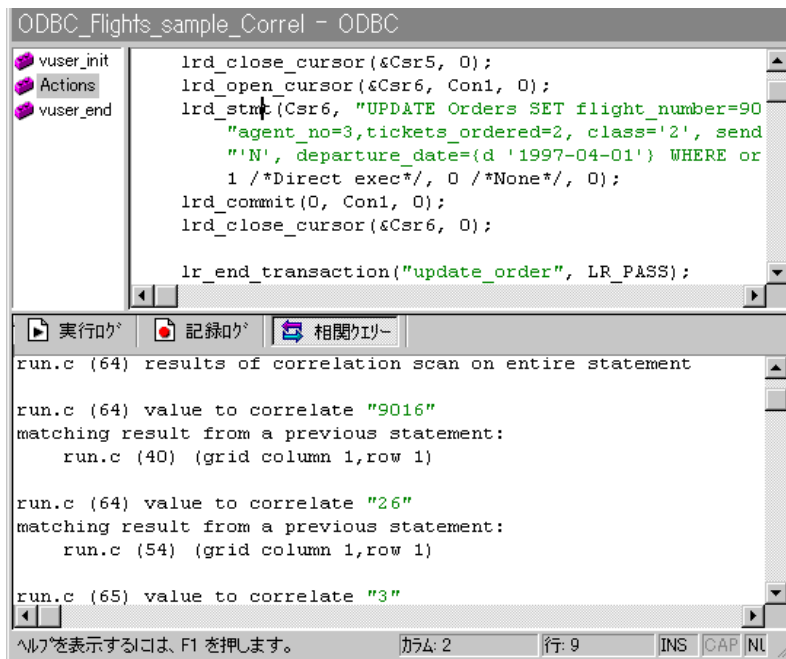 ODBC_Flights_sample_Correl - ODBC
vuser_init
Actions
vuser_end
lrd_close_cursor(&Csr5, 0);
lrd_open_cursor(&Csr6, Con1, 0);
lrd_stmt(Csr6, "UPDATE Orders SET flight_number=90
"agent_no=3,tickets_ordered=2, class='2', send
"'N', departure_date={d '1997-04-01'} WHERE or
1 /*Direct exec*/, 0 /*None*/, 0);
lrd_commit(0, Con1, 0);
lrd_close_cursor(&Csr6, 0);
lr_end_transaction("update_order", LR_PASS);
実行ﾛｸﾞ 記録ﾛｸﾞ 相関ｸｴﾘｰ
run.c (64) results of correlation scan on entire statement
run.c (64) value to correlate "9016"
matching result from a previous statement:
run.c (40) (grid column 1,row 1)
run.c (64) value to correlate "26"
matching result from a previous statement:
run.c (54) (grid column 1,row 1)
run.c (65) value to correlate "3"
ﾍﾙﾌﾟを表示するには、F1 を押します。 ｶﾗﾑ: 2 行: 9 INS CAP NU